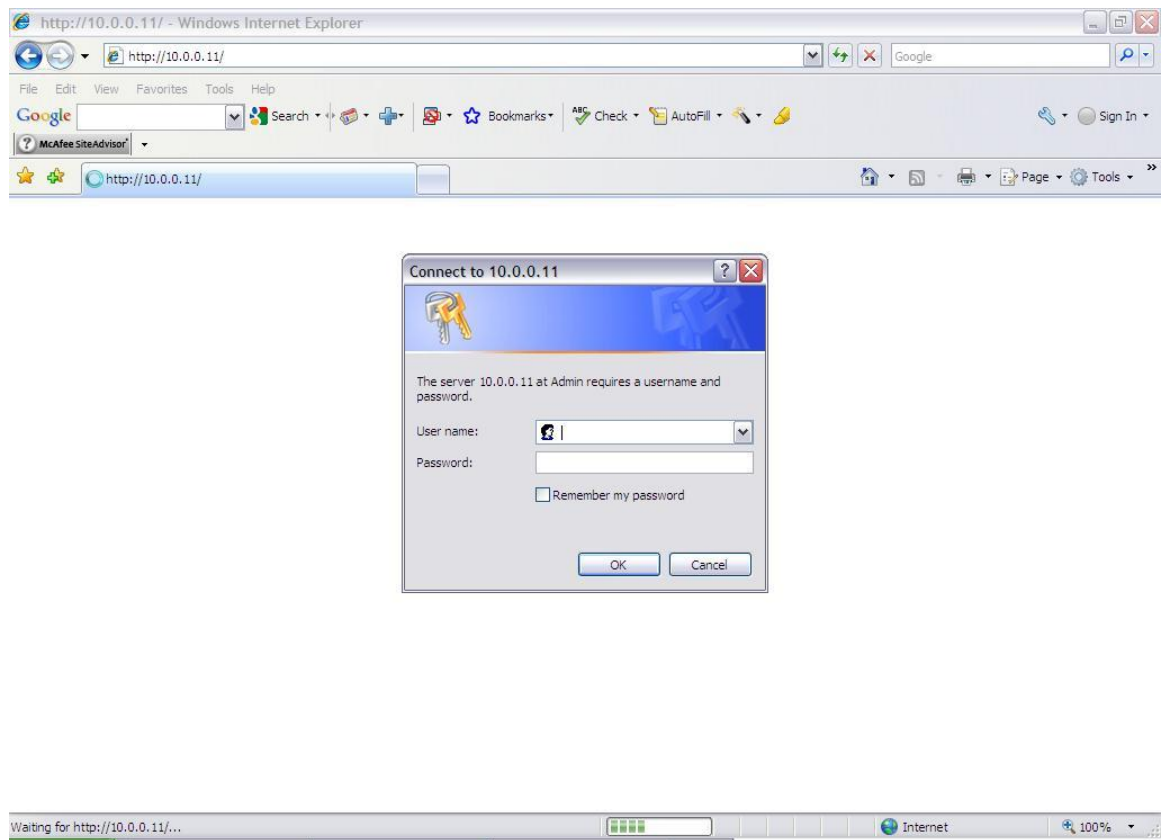 http://10.0.0.11/ - Windows Internet Explorer
http://10.0.0.11/
Google
File Edit View Favorites Tools Help
Google Search Bookmarks ABC Check AutoFill Sign In
? McAfee SiteAdvisor
http://10.0.0.11/ Page Tools »
Connect to 10.0.0.11 ?
The server 10.0.0.11 at Admin requires a username and
password.
User name:
Password:
Remember my password
OK Cancel
Waiting for http://10.0.0.11/... Internet 100%